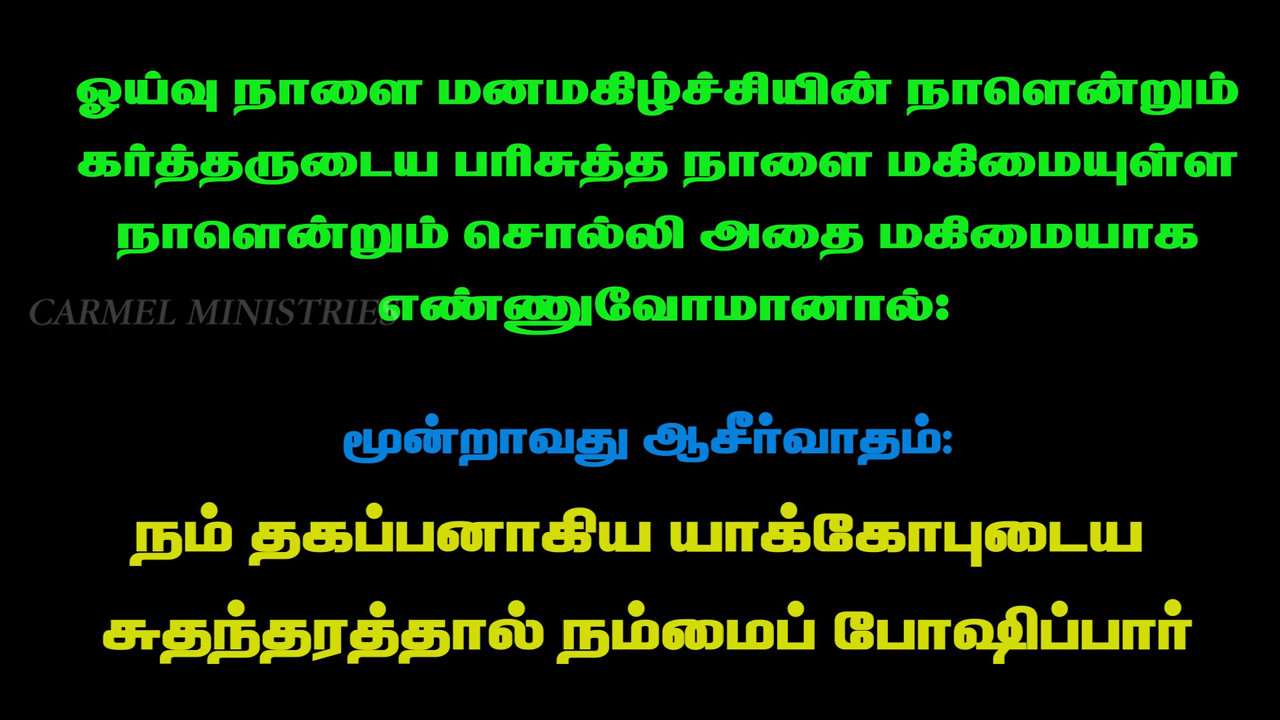 ஓய்வு நாளை மனமகிழ்ச்சியின் நாளென்றும்
கர்த்தருடைய பரிசுத்த நாளை மகிமையுள்ள
நாளென்றும் சொல்லி அதை மகிமையாக
எண்ணுவோமானால்:
CARMEL MINISTRIES
மூன்றாவது ஆசீர்வாதம்:
நம் தகப்பனாகிய யாக்கோபுடைய
சுதந்தரத்தால் நம்மைப் போஷிப்பார்